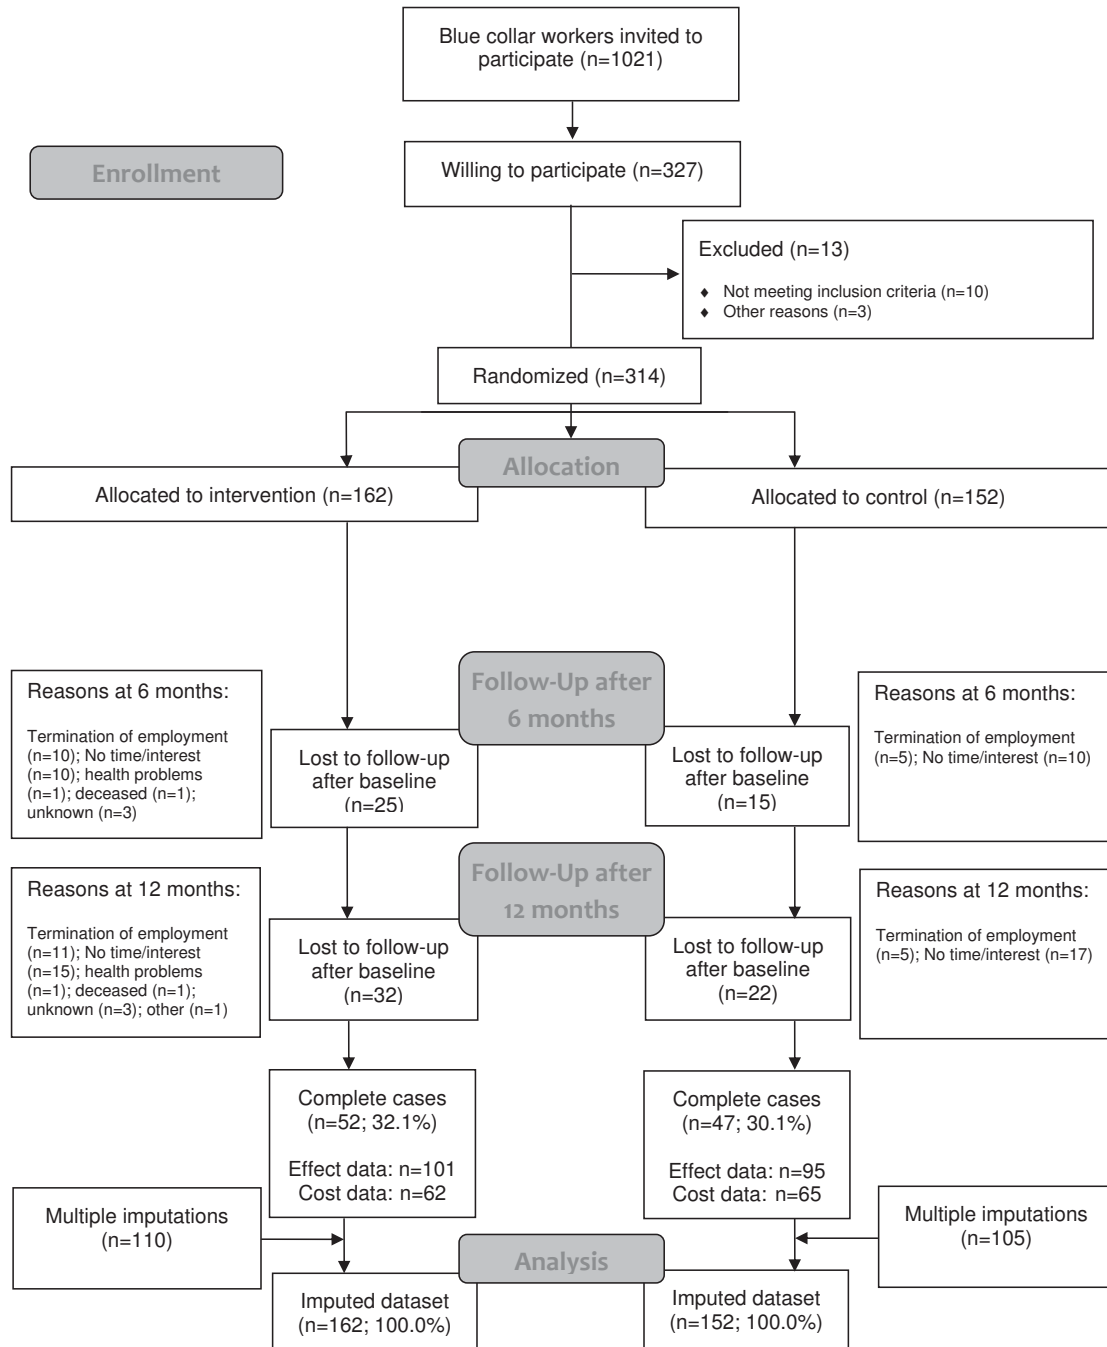 Blue collar workers invited to
participate (n=1021)
Enrollment
Willing to participate (n=327)
Excluded (n=13)
♦ Not meeting inclusion criteria (n=10)
♦ Other reasons (n=3)
Randomized (n=314)
Allocation
Allocated to intervention (n=162)
Allocated to control (n=152)
Follow-Up after
6 months
Reasons at 6 months:
Termination of employment
(n=10); No time/interest
(n=10); health problems
(n=1); deceased (n=1);
unknown (n=3)
Lost to follow-up
after baseline
(n=25)
Lost to follow-up
after baseline
(n=15)
Reasons at 6 months:
Termination of employment
(n=5); No time/interest (n=10)
Follow-Up after
12 months
Reasons at 12 months:
Termination of employment
(n=11); No time/interest
(n=15); health problems
(n=1); deceased (n=1);
unknown (n=3); other (n=1)
Lost to follow-up
after baseline
(n=32)
Lost to follow-up
after baseline
(n=22)
Reasons at 12 months:
Termination of employment
(n=5); No time/interest (n=17)
Complete cases
(n=52; 32.1%)
Effect data: n=101
Cost data: n=62
Complete cases
(n=47; 30.1%)
Effect data: n=95
Cost data: n=65
Multiple imputations
(n=110)
Multiple imputations
(n=105)
Analysis
Imputed dataset
(n=162; 100.0%)
Imputed dataset
(n=152; 100.0%)